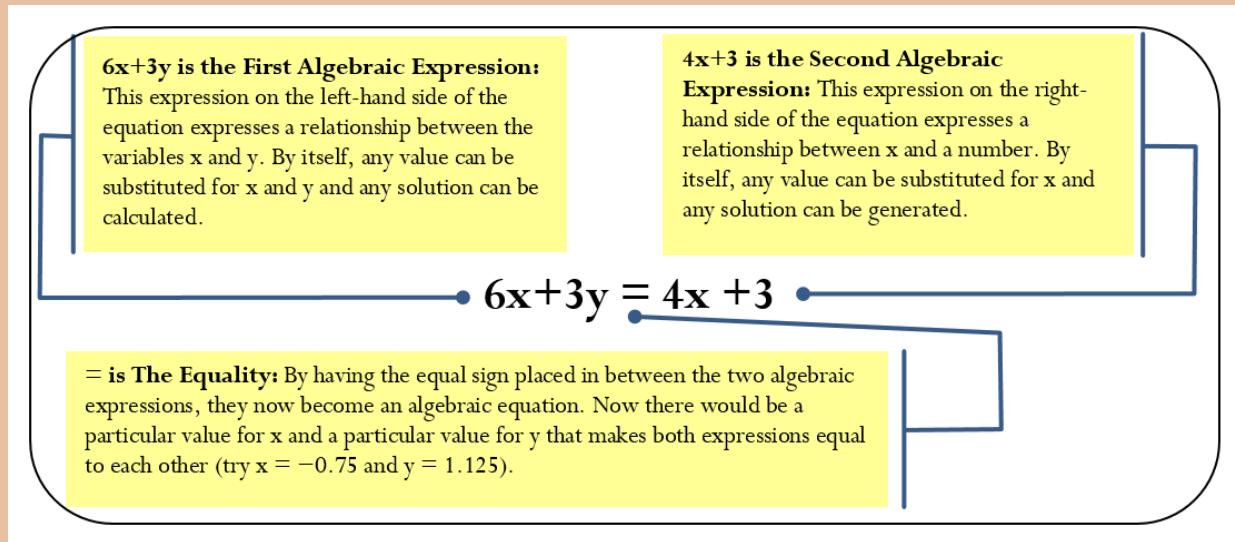 6x+3y is the First Algebraic Expression:
This expression on the left-hand side of the
equation expresses a relationship between the
variables x and y. By itself, any value can be
substituted for x and y and any solution can be
calculated.
4x+3 is the Second Algebraic
Expression: This expression on the right-
hand side of the equation expresses a
relationship between x and a number. By
itself, any value can be substituted for x and
any solution can be generated.
6x+3y = 4x +3
= is The Equality: By having the equal sign placed in between the two algebraic
expressions, they now become an algebraic equation. Now there would be a
particular value for x and a particular value for y that makes both expressions equal
to each other (try x = −0.75 and y = 1.125).